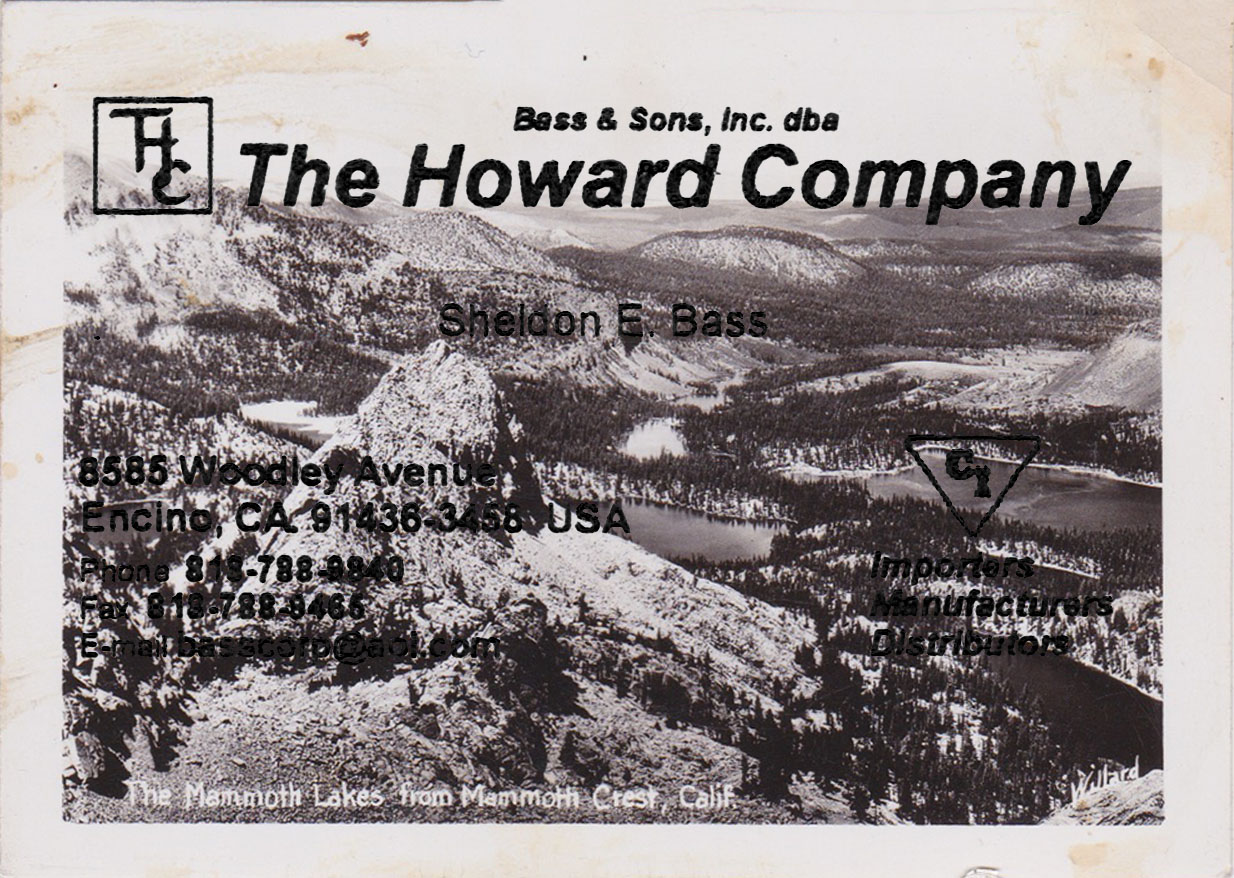 THC
Bass & Sons, Inc. dba
The Howard Company
Sheldon E. Bass
8585 Woodley Avenue
Encino, CA 91436-3458 USA
CI
Phone 818-788-9840
Fax 818-788-8465
E-mail basscorp@aol.com
Importers
Manufacturers
Distributors
The Mammoth Lakes from Mammoth Crest, Calif.
Willard